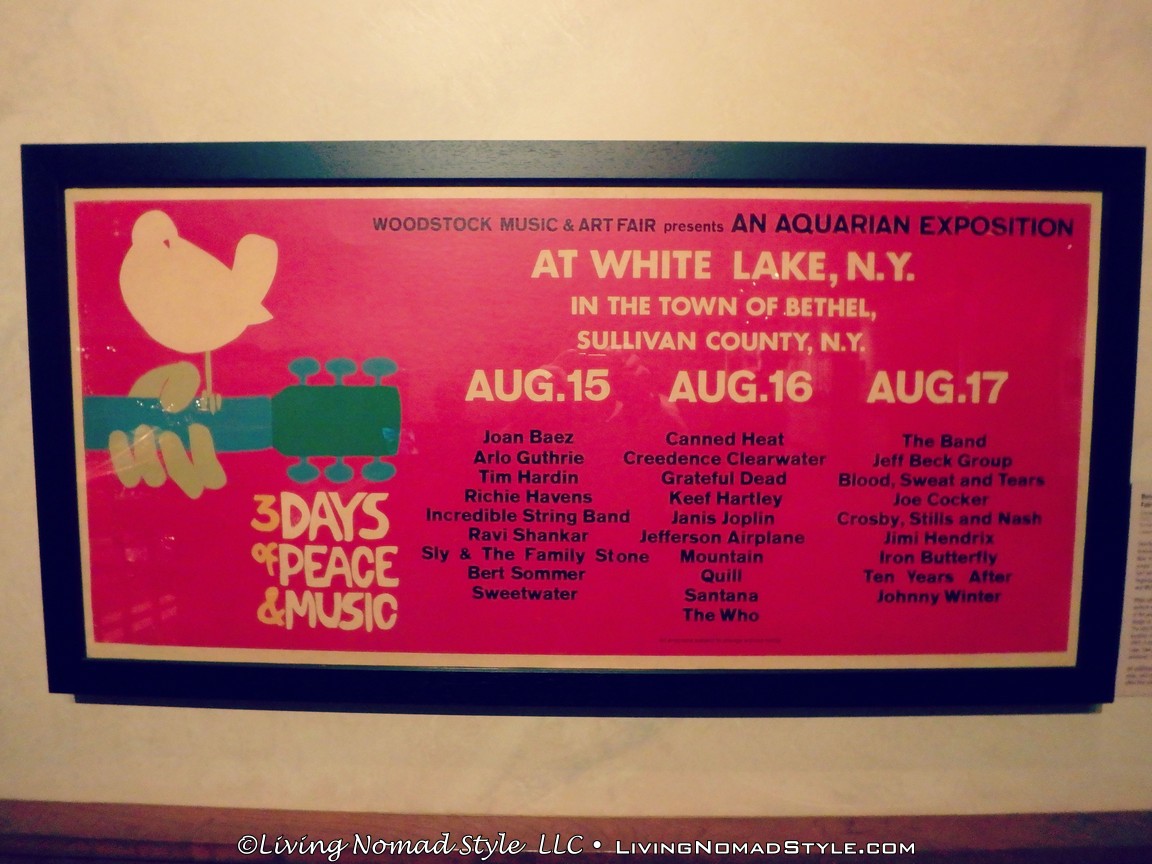 WOODSTOCK MUSIC & ART FAIR presents AN AQUARIAN EXPOSITION
AT WHITE LAKE, N.Y.
IN THE TOWN OF BETHEL,
SULLIVAN COUNTY, N.Y.
AUG.15
Joan Baez
Arlo Guthrie
Tim Hardin
Richie Havens
Incredible String Band
Ravi Shankar
Sly & The Family Stone
Bert Sommer
Sweetwater
AUG.16
Canned Heat
Creedence Clearwater
Grateful Dead
Keef Hartley
Janis Joplin
Jefferson Airplane
Mountain
Quill
Santana
The Who
AUG.17
The Band
Jeff Beck Group
Blood, Sweat and Tears
Joe Cocker
Crosby, Stills and Nash
Jimi Hendrix
Iron Butterfly
Ten Years After
Johnny Winter
3 DAYS
of PEACE
& MUSIC
©Living Nomad Style LLC • LivingNomadStyle.com